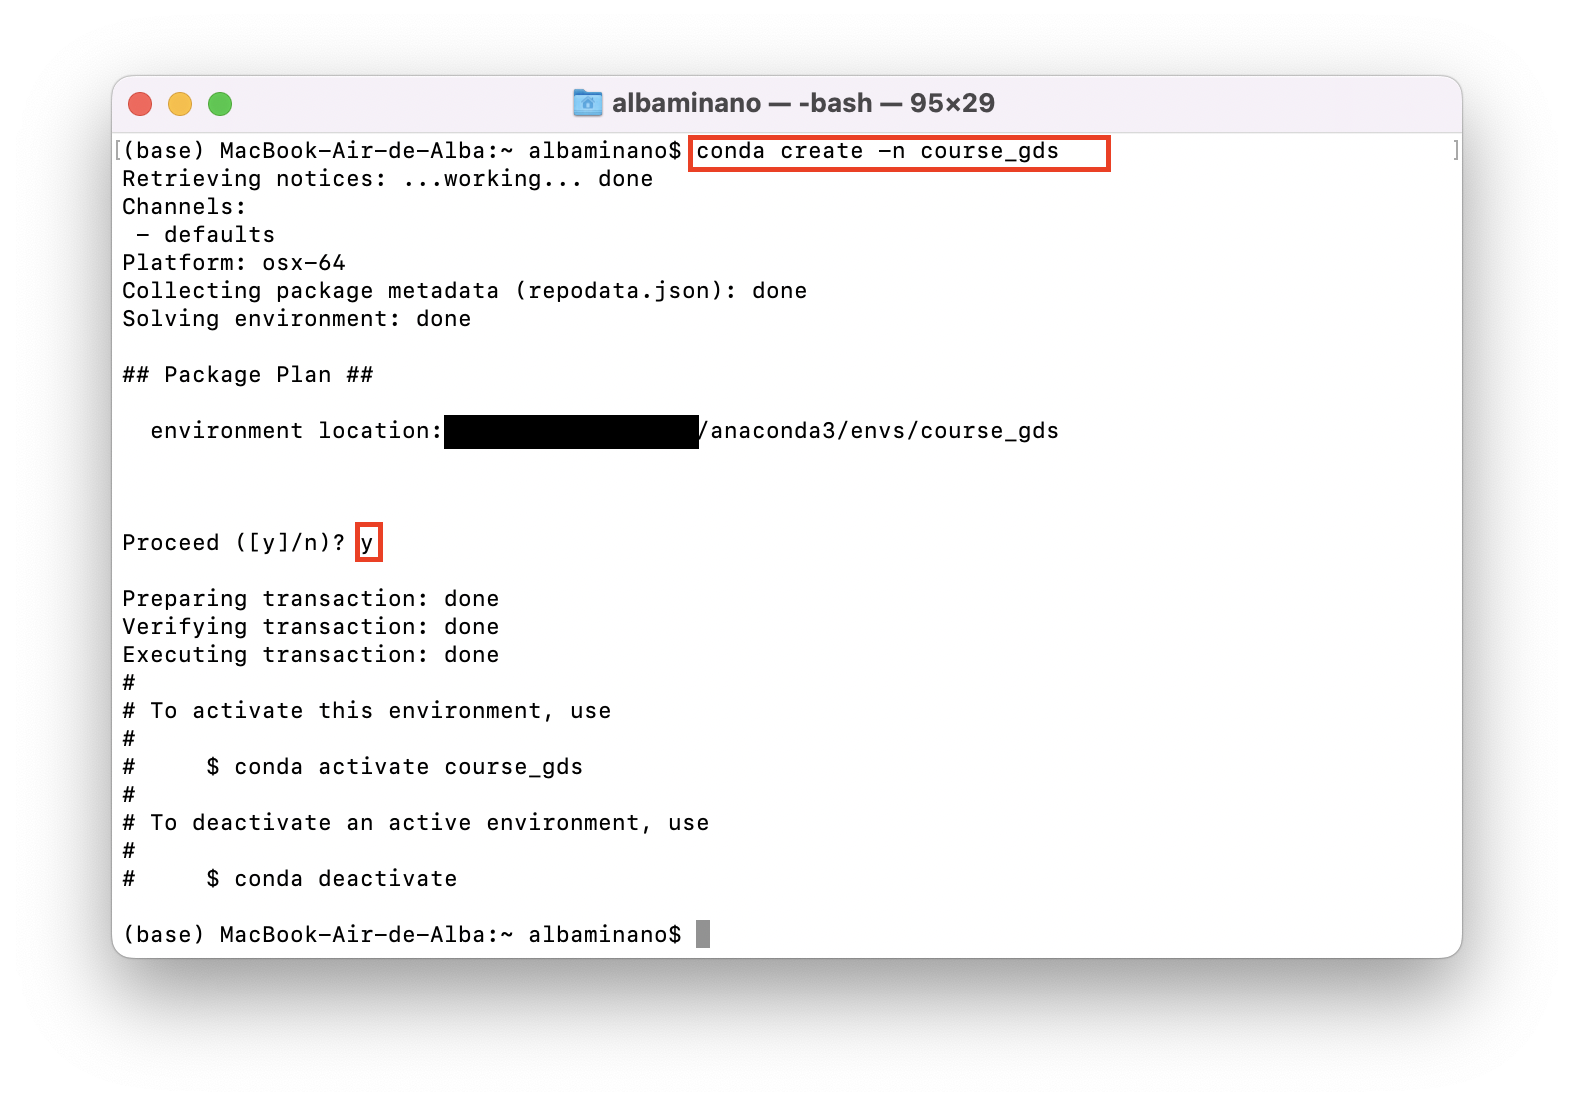 albaminano — -bash — 95×29
[(base) MacBook-Air-de-Alba:~ albaminano$ conda create -n course_gds ]
Retrieving notices: ...working... done
Channels:
 - defaults
Platform: osx-64
Collecting package metadata (repodata.json): done
Solving environment: done
## Package Plan ##
  environment location: /anaconda3/envs/course_gds
Proceed ([y]/n)? y
Preparing transaction: done
Verifying transaction: done
Executing transaction: done
#
# To activate this environment, use
#
#     $ conda activate course_gds
#
# To deactivate an active environment, use
#
#     $ conda deactivate
(base) MacBook-Air-de-Alba:~ albaminano$